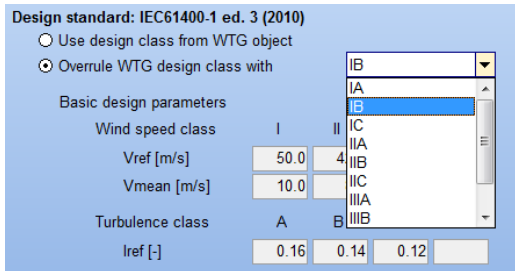 Design standard: IEC61400-1 ed. 3 (2010)
Use design class from WTG object
Overrule WTG design class with IB
IA
Basic design parameters IB
IC
Wind speed class I II
IIA
Vref [m/s] 50.0 4
IIB
IIC
Vmean [m/s] 10.0
IIIA
Turbulence class A B IIIB
Iref [-] 0.16 0.14 0.12